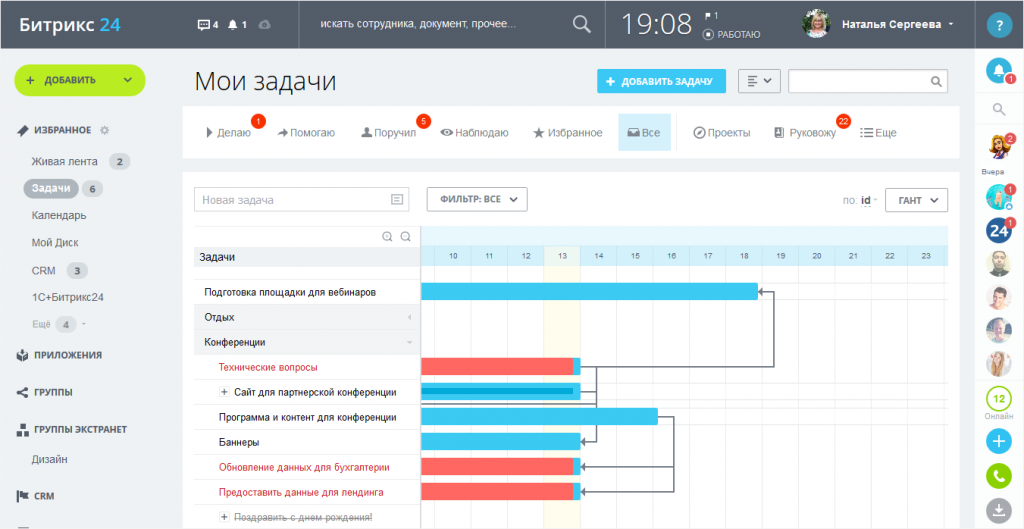 Битрикс 24
4
1
искать сотрудника, документ, прочее...
19:08
1
РАБОТАЮ
Наталья Сергеева
?
+ ДОБАВИТЬ
Мои задачи
+ ДОБАВИТЬ ЗАДАЧУ
1
Делаю
1
Помогаю
Поручил
5
Наблюдаю
Избранное
Все
Проекты
Руковожу
22
Еще
ИЗБРАННОЕ
Живая лента 2
Задачи 6
Календарь
Мой Диск
CRM 3
1С+Битрикс24
Ещё 4
ПРИЛОЖЕНИЯ
ГРУППЫ
ГРУППЫ ЭКСТРАНЕТ
Дизайн
CRM
Новая задача
ФИЛЬТР: ВСЕ
по: id
ГАНТ
Задачи
10 11 12 13 14 15 16 17 18 19 20 21 22 23
Подготовка площадки для вебинаров
Отдых
Конференции
Технические вопросы
+ Сайт для партнерской конференции
Программа и контент для конференции
Баннеры
Обновление данных для бухгалтерии
Предоставить данные для лендинга
+ Поздравить с днем рождения!
2
Вчера
1
24
1
12
Онлайн
+